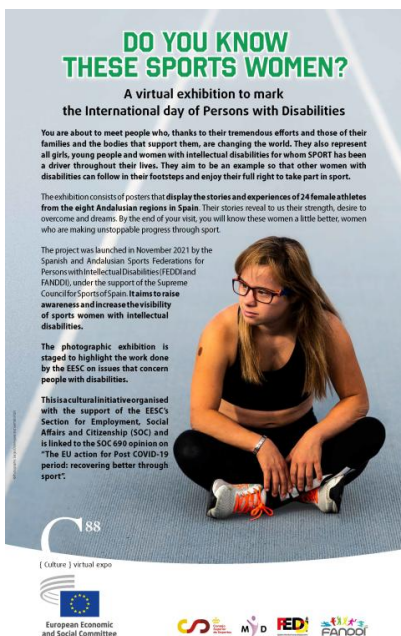 DO YOU KNOW
THESE SPORTS WOMEN?
A virtual exhibition to mark
the International day of Persons with Disabilities
You are about to meet people who, thanks to their tremendous efforts and those of their
families and the bodies that support them, are changing the world. They also represent
all girls, young people and women with intellectual disabilities for whom SPORT has been
a driver throughout their lives. They aim to be an example so that other women with
disabilities can follow in their footsteps and enjoy their full right to take part in sport.
The exhibition consists of posters that display the stories and experiences of 24 female athletes
from the eight Andalusian regions in Spain. Their stories reveal to us their strength, desire to
overcome and dreams. By the end of your visit, you will know these women a little better, women
who are making unstoppable progress through sport.
The project was launched in November 2021 by the
Spanish and Andalusian Sports Federations for
Persons with Intellectual Disabilities (FEDDI and
FANDDI), under the support of the Supreme
Council for Sports of Spain. It aims to raise
awareness and increase the visibility
of sports women with intellectual
disabilities.
The photographic exhibition is
staged to highlight the work done
by the EESC on issues that concern
people with disabilities.
This is a cultural initiative organised
with the support of the EESC's
Section for Employment, Social
Affairs and Citizenship (SOC) and
is linked to the SOC 690 opinion on
"The EU action for Post COVID-19
period: recovering better through
sport".
C 88
[ Culture ] virtual expo
European Economic
and Social Committee
CSD
M D
FANDDI